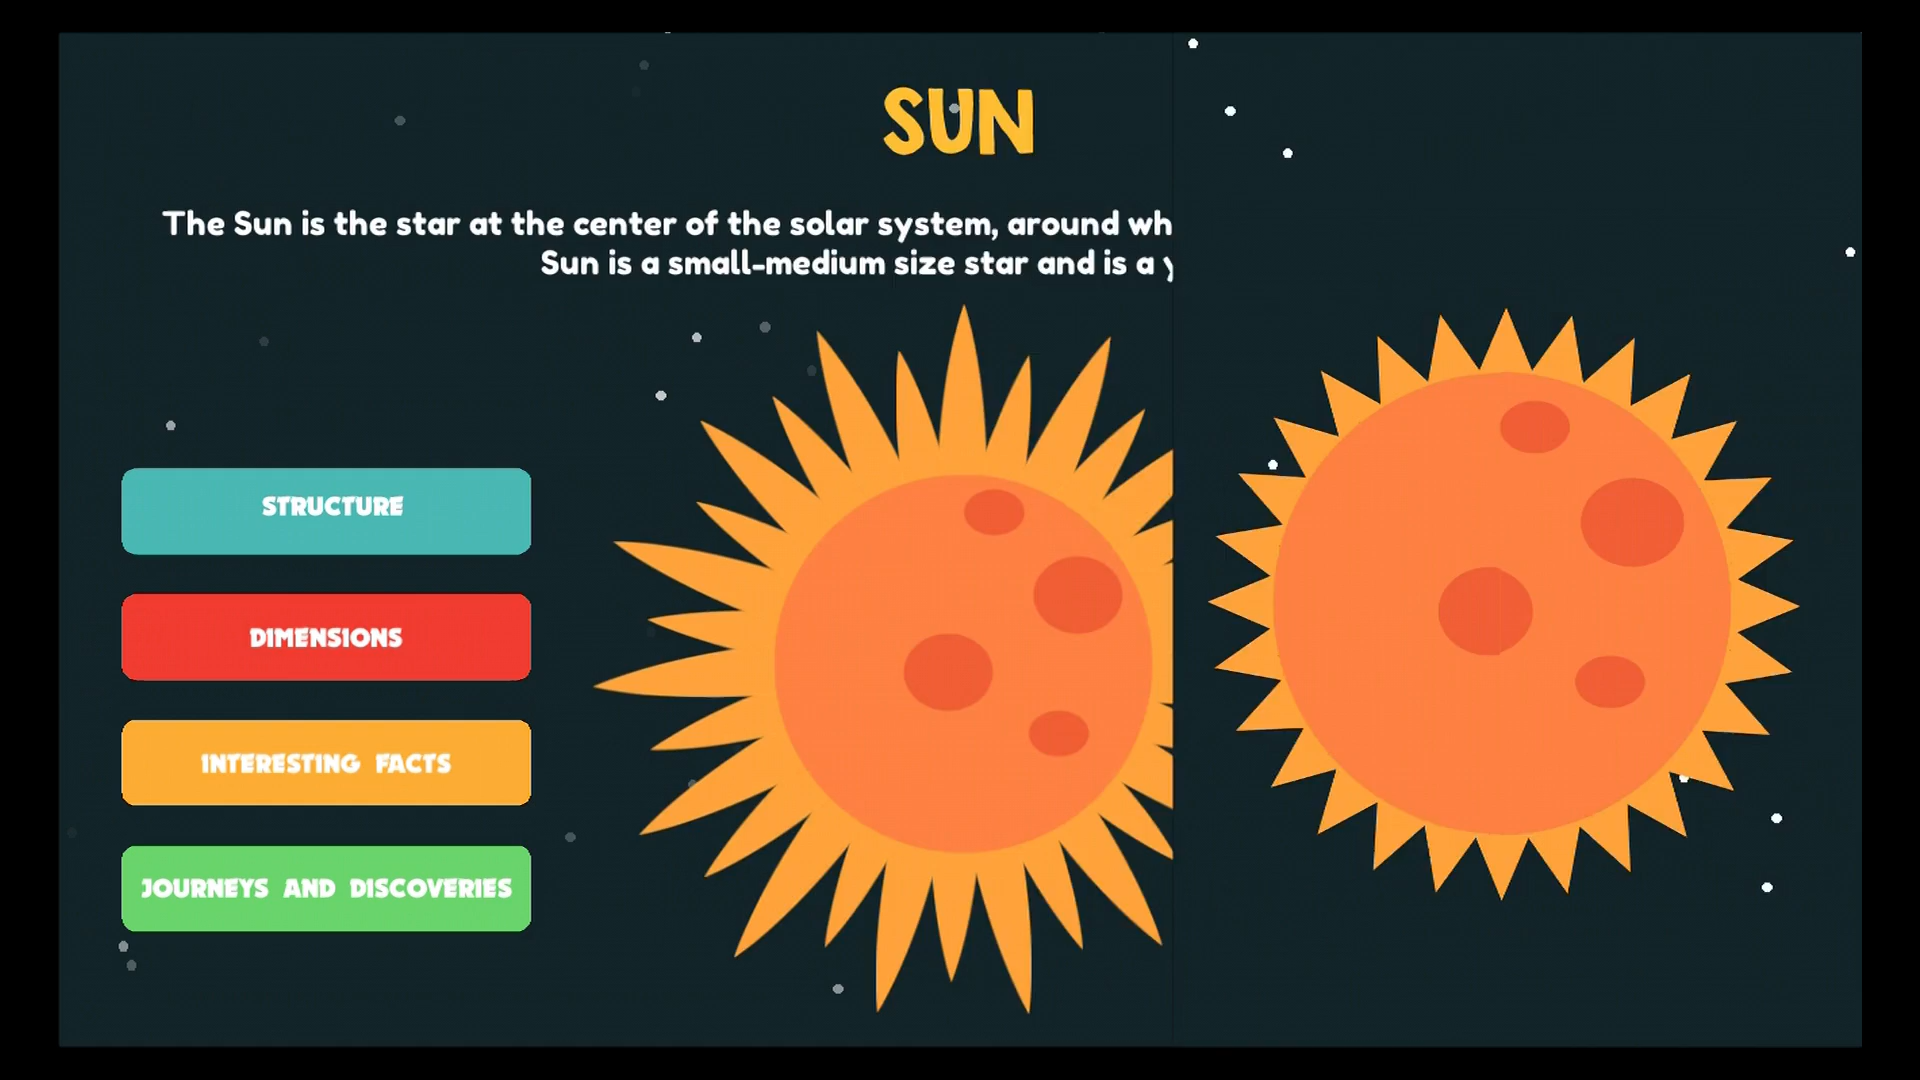 SUN
The Sun is the star at the center of the solar system, around
Sun is a small-medium size star and is a
STRUCTURE
DIMENSIONS
INTERESTING FACTS
JOURNEYS AND DISCOVERIES